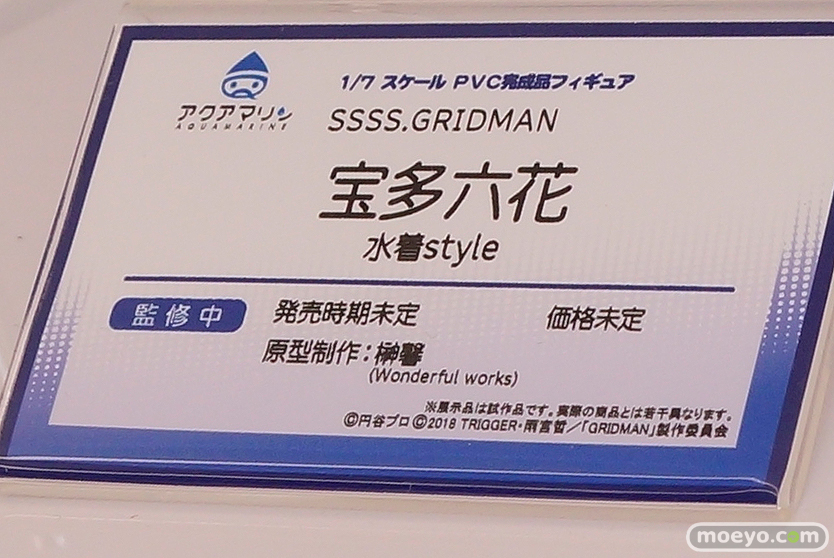 アクアマリン
AQUAMARINE
1/7 スケール PVC完成品フィギュア
SSSS.GRIDMAN
宝多六花
水着style
監修中
発売時期未定 価格未定
原型制作：榊馨
(Wonderful works)
※展示品は試作品です。実際の商品とは若干異なります。
©円谷プロ ©2018 TRIGGER・雨宮哲／「GRIDMAN」製作委員会
moeyo.com